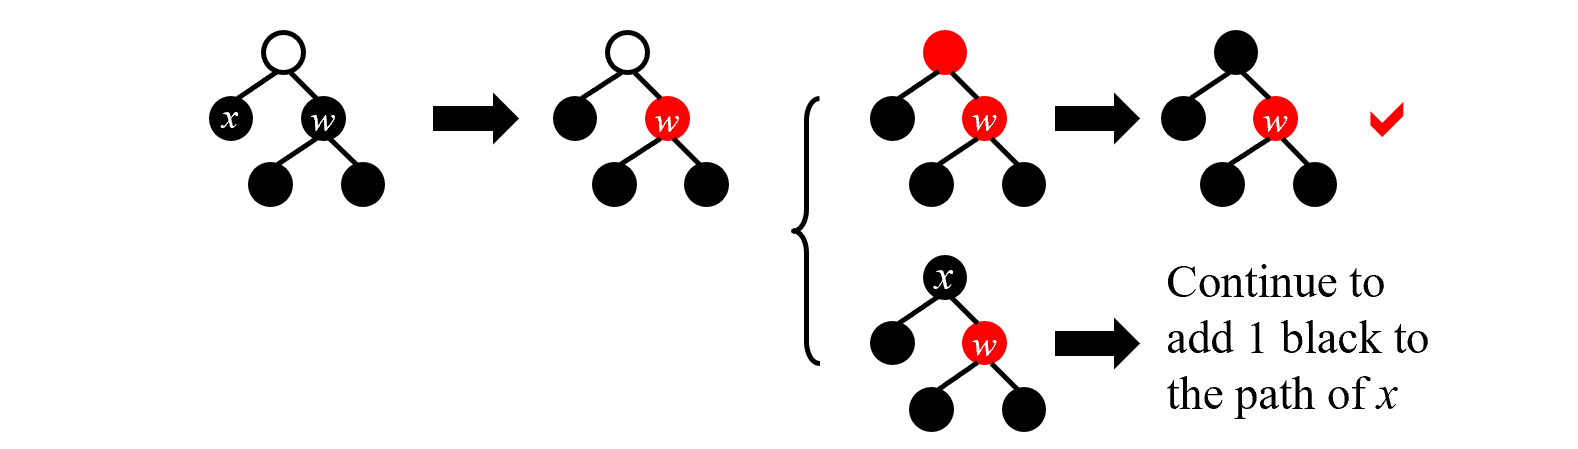 x w
w
w
w
x
w
Continue to
add 1 black to
the path of x